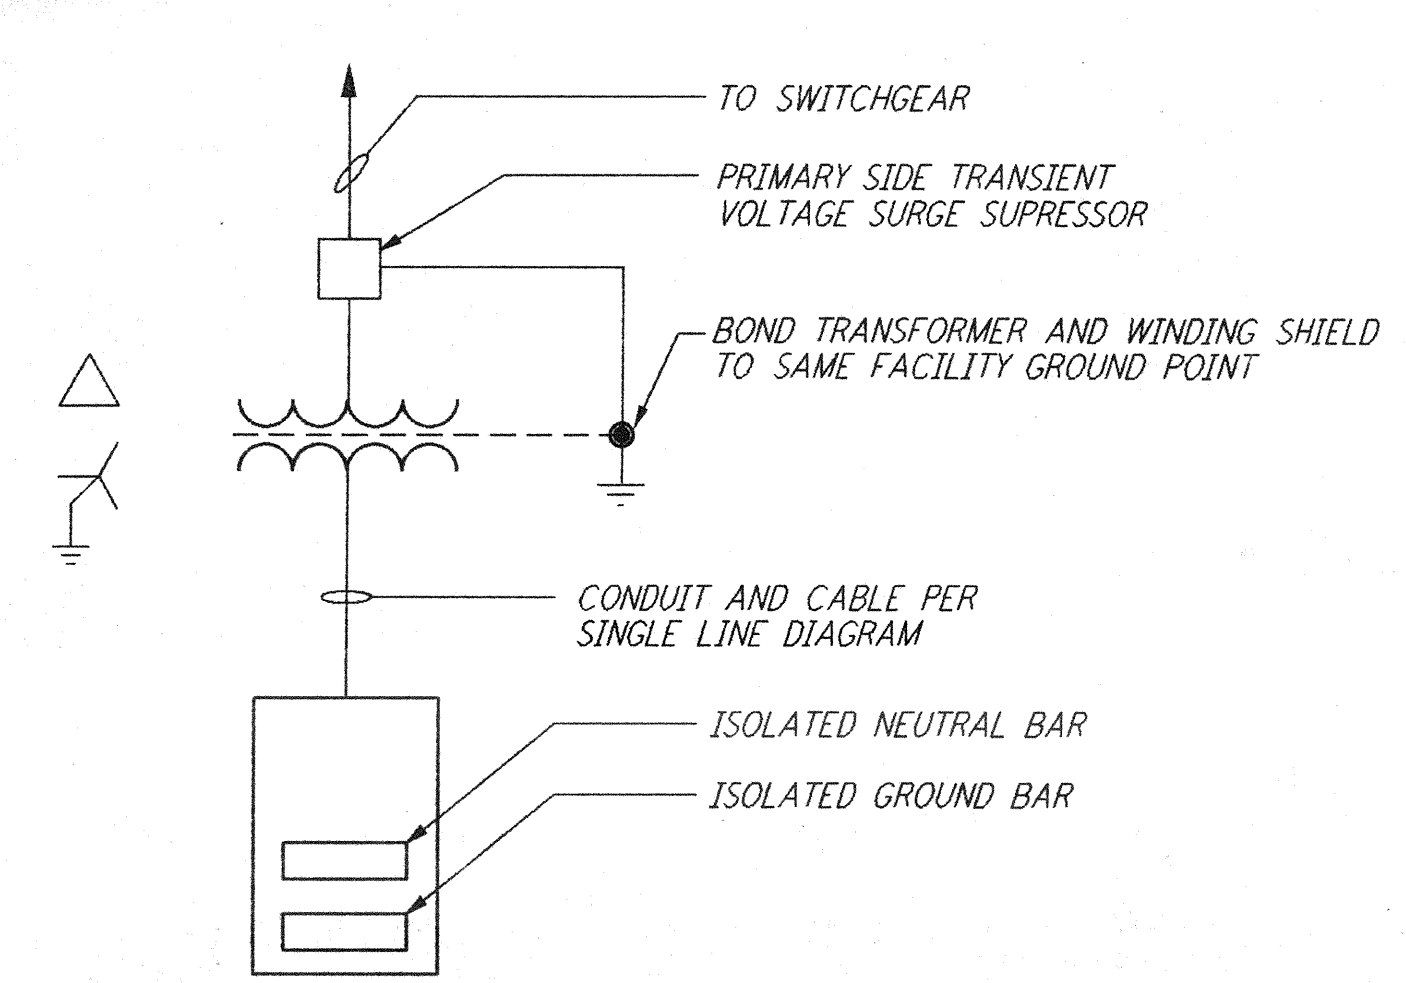 TO SWITCHGEAR
PRIMARY SIDE TRANSIENT
VOLTAGE SURGE SUPRESSOR
BOND TRANSFORMER AND WINDING SHIELD
TO SAME FACILITY GROUND POINT
CONDUIT AND CABLE PER
SINGLE LINE DIAGRAM
ISOLATED NEUTRAL BAR
ISOLATED GROUND BAR